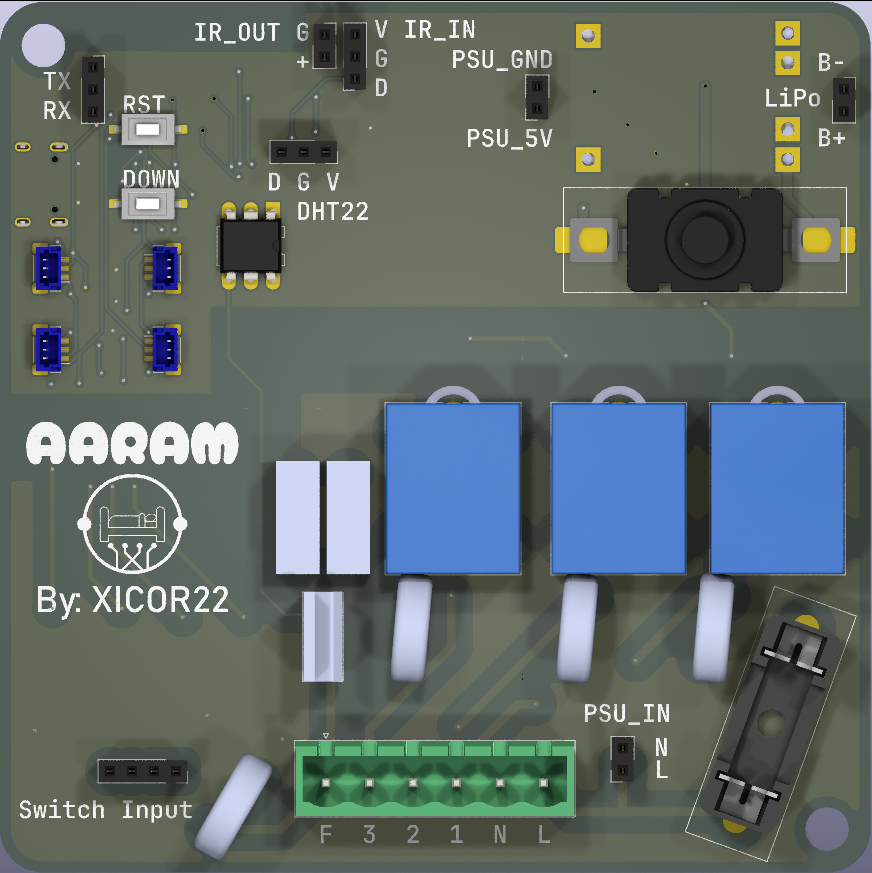 IR_OUT G
+
V IR_IN
G
D
PSU_GND
PSU_5V
B-
LiPo
B+
TX
RX
RST
DOWN
D G V
DHT22
AARAM
By: XICOR22
PSU_IN
N
L
Switch Input
F 3 2 1 N L